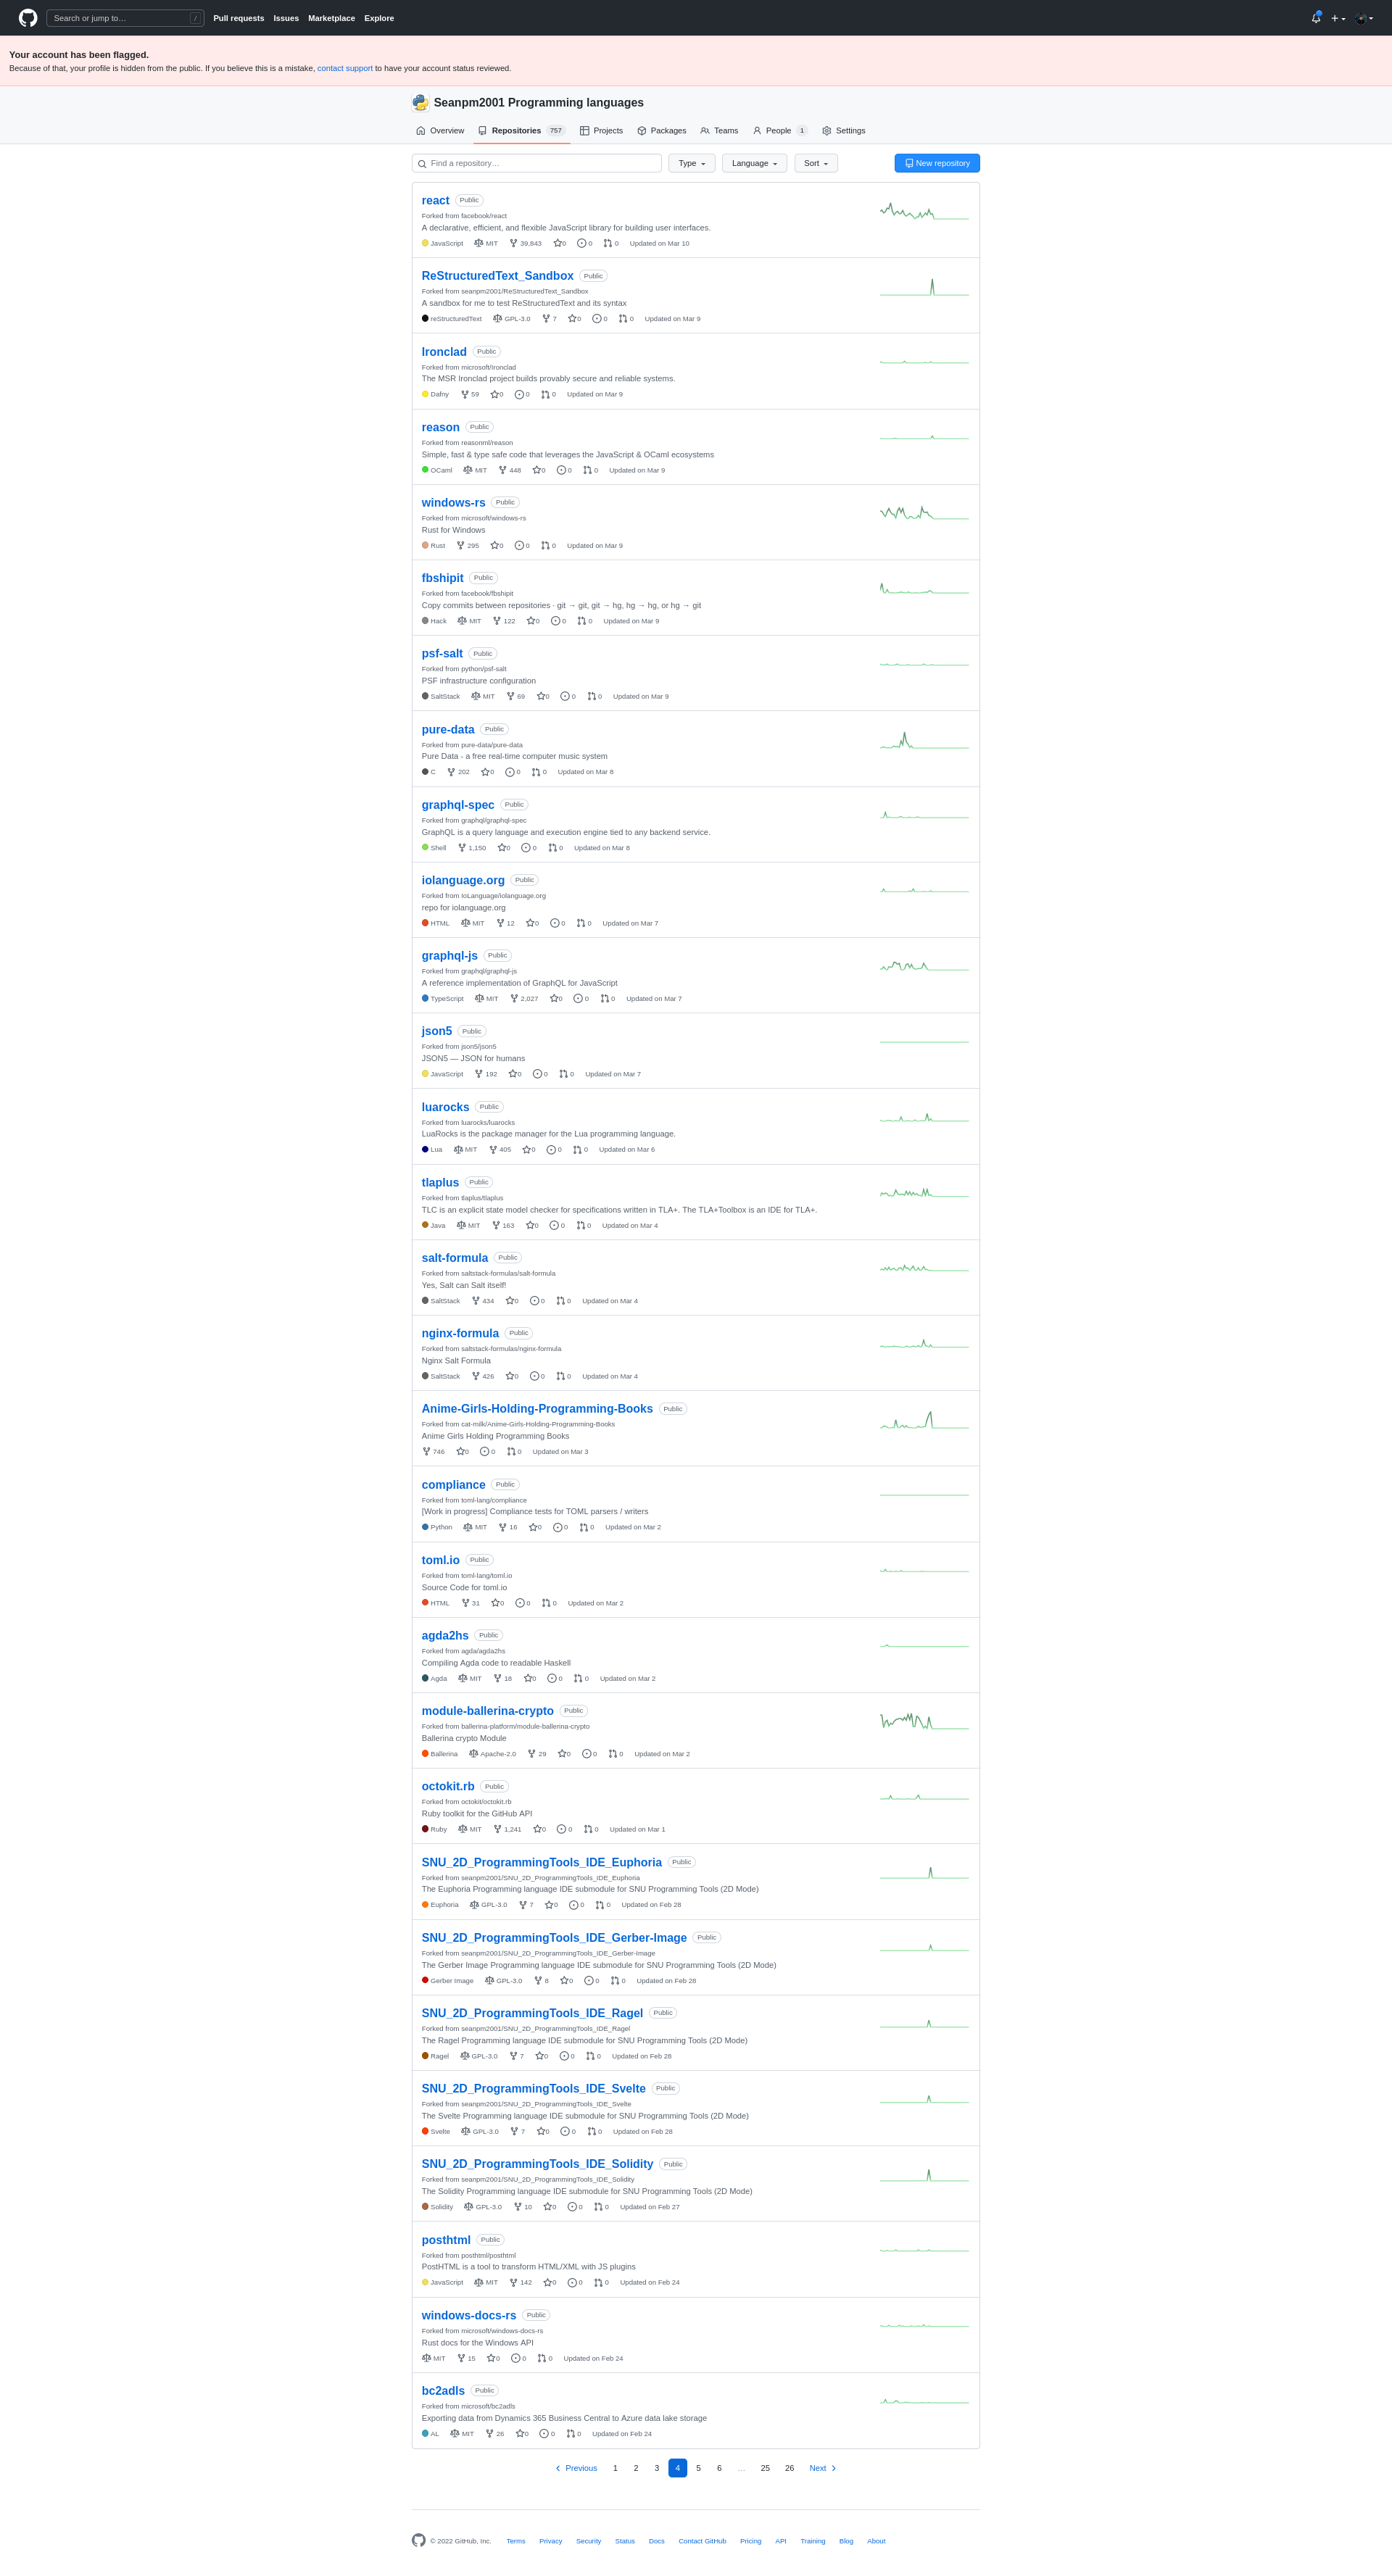 Search or jump to… /
Pull requests Issues Marketplace Explore
Your account has been flagged.
Because of that, your profile is hidden from the public. If you believe this is a mistake, contact support to have your account status reviewed.
Seanpm2001 Programming languages
Overview Repositories 757 Projects Packages Teams People 1 Settings
Find a repository… Type Language Sort New repository
react Public
Forked from facebook/react
A declarative, efficient, and flexible JavaScript library for building user interfaces.
JavaScript MIT 39,843 0 0 0 Updated on Mar 10
ReStructuredText_Sandbox Public
Forked from seanpm2001/ReStructuredText_Sandbox
A sandbox for me to test ReStructuredText and its syntax
reStructuredText GPL-3.0 7 0 0 0 Updated on Mar 9
Ironclad Public
Forked from microsoft/Ironclad
The MSR Ironclad project builds provably secure and reliable systems.
Dafny 59 0 0 0 Updated on Mar 9
reason Public
Forked from reasonml/reason
Simple, fast & type safe code that leverages the JavaScript & OCaml ecosystems
OCaml MIT 448 0 0 0 Updated on Mar 9
windows-rs Public
Forked from microsoft/windows-rs
Rust for Windows
Rust 295 0 0 0 Updated on Mar 9
fbshipit Public
Forked from facebook/fbshipit
Copy commits between repositories · git → git, git → hg, hg → hg, or hg → git
Hack MIT 122 0 0 0 Updated on Mar 9
psf-salt Public
Forked from python/psf-salt
PSF infrastructure configuration
SaltStack MIT 69 0 0 0 Updated on Mar 9
pure-data Public
Forked from pure-data/pure-data
Pure Data - a free real-time computer music system
C 202 0 0 0 Updated on Mar 8
graphql-spec Public
Forked from graphql/graphql-spec
GraphQL is a query language and execution engine tied to any backend service.
Shell 1,150 0 0 0 Updated on Mar 8
iolanguage.org Public
Forked from IoLanguage/iolanguage.org
repo for iolanguage.org
HTML MIT 12 0 0 0 Updated on Mar 7
graphql-js Public
Forked from graphql/graphql-js
A reference implementation of GraphQL for JavaScript
TypeScript MIT 2,027 0 0 0 Updated on Mar 7
json5 Public
Forked from json5/json5
JSON5 — JSON for humans
JavaScript 192 0 0 0 Updated on Mar 7
luarocks Public
Forked from luarocks/luarocks
LuaRocks is the package manager for the Lua programming language.
Lua MIT 405 0 0 0 Updated on Mar 6
tlaplus Public
Forked from tlaplus/tlaplus
TLC is an explicit state model checker for specifications written in TLA+. The TLA+Toolbox is an IDE for TLA+.
Java MIT 163 0 0 0 Updated on Mar 4
salt-formula Public
Forked from saltstack-formulas/salt-formula
Yes, Salt can Salt itself!
SaltStack 434 0 0 0 Updated on Mar 4
nginx-formula Public
Forked from saltstack-formulas/nginx-formula
Nginx Salt Formula
SaltStack 426 0 0 0 Updated on Mar 4
Anime-Girls-Holding-Programming-Books Public
Forked from cat-milk/Anime-Girls-Holding-Programming-Books
Anime Girls Holding Programming Books
746 0 0 0 Updated on Mar 3
compliance Public
Forked from toml-lang/compliance
[Work in progress] Compliance tests for TOML parsers / writers
Python MIT 16 0 0 0 Updated on Mar 2
toml.io Public
Forked from toml-lang/toml.io
Source Code for toml.io
HTML 31 0 0 0 Updated on Mar 2
agda2hs Public
Forked from agda/agda2hs
Compiling Agda code to readable Haskell
Agda MIT 18 0 0 0 Updated on Mar 2
module-ballerina-crypto Public
Forked from ballerina-platform/module-ballerina-crypto
Ballerina crypto Module
Ballerina Apache-2.0 29 0 0 0 Updated on Mar 2
octokit.rb Public
Forked from octokit/octokit.rb
Ruby toolkit for the GitHub API
Ruby MIT 1,241 0 0 0 Updated on Mar 1
SNU_2D_ProgrammingTools_IDE_Euphoria Public
Forked from seanpm2001/SNU_2D_ProgrammingTools_IDE_Euphoria
The Euphoria Programming language IDE submodule for SNU Programming Tools (2D Mode)
Euphoria GPL-3.0 7 0 0 0 Updated on Feb 28
SNU_2D_ProgrammingTools_IDE_Gerber-Image Public
Forked from seanpm2001/SNU_2D_ProgrammingTools_IDE_Gerber-Image
The Gerber Image Programming language IDE submodule for SNU Programming Tools (2D Mode)
Gerber Image GPL-3.0 8 0 0 0 Updated on Feb 28
SNU_2D_ProgrammingTools_IDE_Ragel Public
Forked from seanpm2001/SNU_2D_ProgrammingTools_IDE_Ragel
The Ragel Programming language IDE submodule for SNU Programming Tools (2D Mode)
Ragel GPL-3.0 7 0 0 0 Updated on Feb 28
SNU_2D_ProgrammingTools_IDE_Svelte Public
Forked from seanpm2001/SNU_2D_ProgrammingTools_IDE_Svelte
The Svelte Programming language IDE submodule for SNU Programming Tools (2D Mode)
Svelte GPL-3.0 7 0 0 0 Updated on Feb 28
SNU_2D_ProgrammingTools_IDE_Solidity Public
Forked from seanpm2001/SNU_2D_ProgrammingTools_IDE_Solidity
The Solidity Programming language IDE submodule for SNU Programming Tools (2D Mode)
Solidity GPL-3.0 10 0 0 0 Updated on Feb 27
posthtml Public
Forked from posthtml/posthtml
PostHTML is a tool to transform HTML/XML with JS plugins
JavaScript MIT 142 0 0 0 Updated on Feb 24
windows-docs-rs Public
Forked from microsoft/windows-docs-rs
Rust docs for the Windows API
MIT 15 0 0 0 Updated on Feb 24
bc2adls Public
Forked from microsoft/bc2adls
Exporting data from Dynamics 365 Business Central to Azure data lake storage
AL MIT 26 0 0 0 Updated on Feb 24
Previous 1 2 3 4 5 6 … 25 26 Next
© 2022 GitHub, Inc. Terms Privacy Security Status Docs Contact GitHub Pricing API Training Blog About